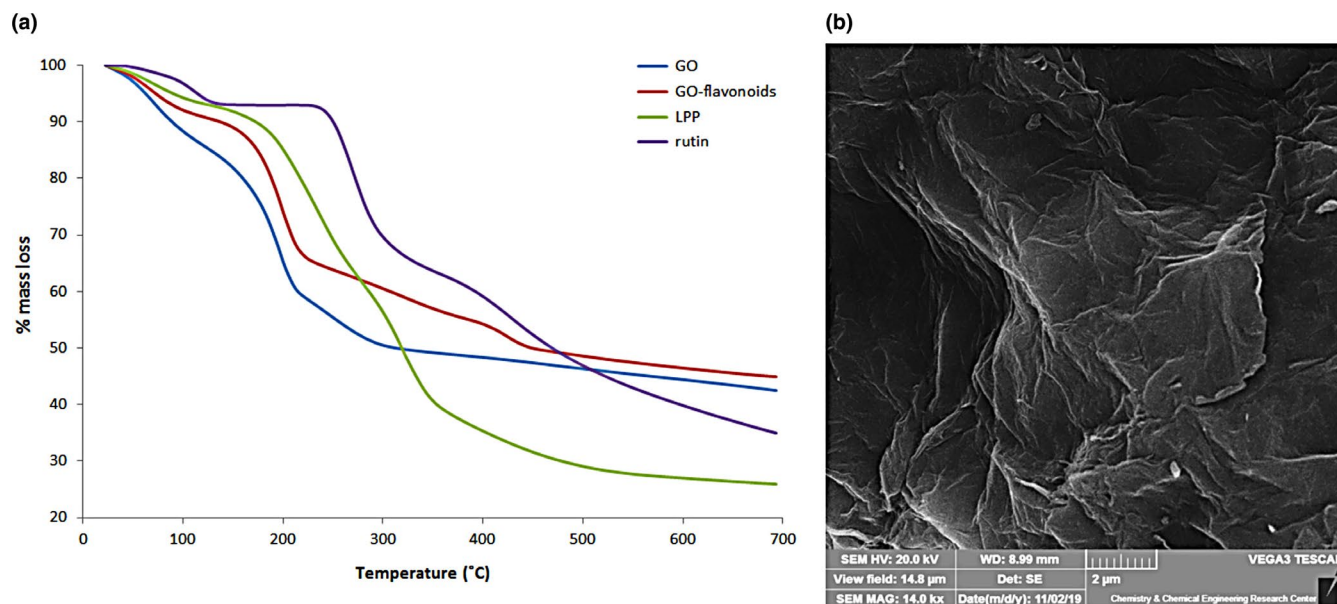 (a)
(b)
100
90
80
70
60
50
40
30
20
0 100 200 300 400 500 600 700
% mass loss
Temperature (˚C)
GO
GO-flavonoids
LPP
rutin
SEM HV: 20.0 kV WD: 8.99 mm VEGA3 TESCA
View field: 14.8 µm Det: SE 2 µm
SEM MAG: 14.0 kx Date(m/d/y): 11/02/19 Chemistry & Chemical Engineering Research Center